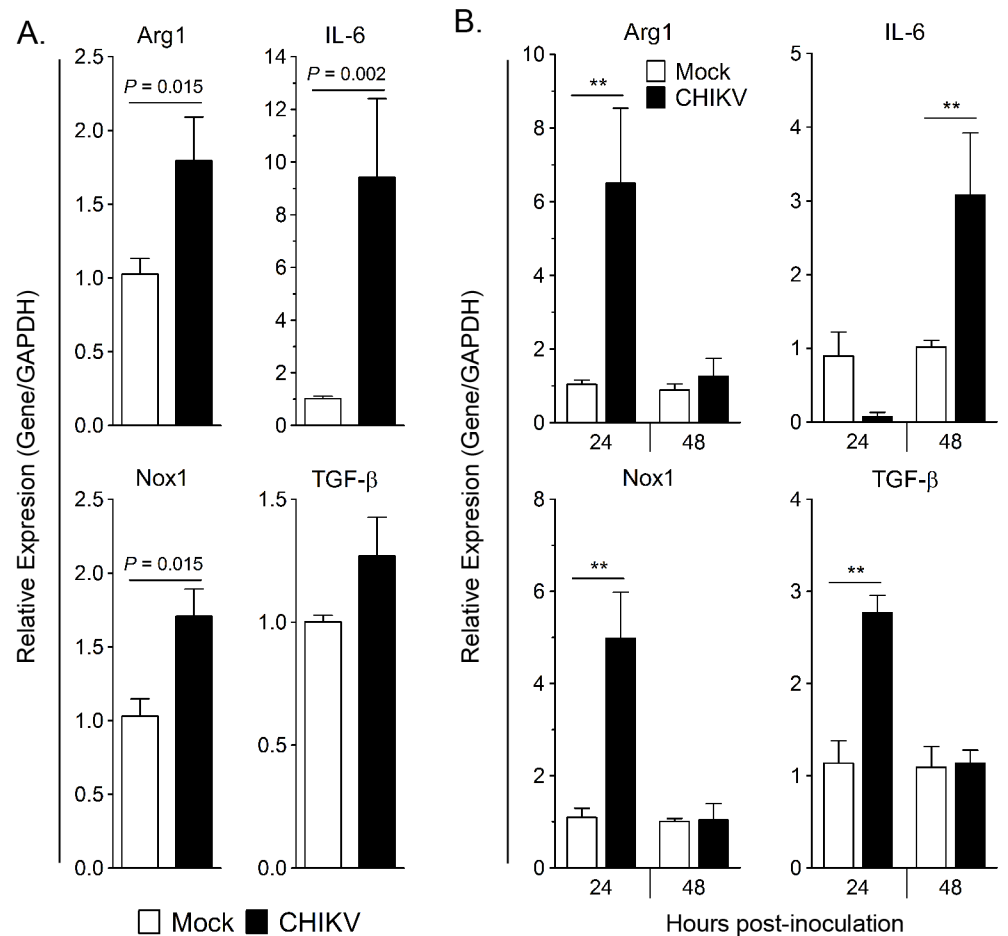 A.
Arg1
2.5
2.0
1.5
1.0
0.5
0.0
P = 0.015
IL-6
14
12
10
8
6
4
2
0
P = 0.002
Nox1
2.5
2.0
1.5
1.0
0.5
0.0
P = 0.015
TGF-β
1.5
1.0
0.5
0.0
Relative Expresion (Gene/GAPDH)
Mock CHIKV
B.
Arg1
10
8
6
4
2
0
**
Mock
CHIKV
24 48
IL-6
5
4
3
2
1
0
**
24 48
Nox1
8
6
4
2
0
**
24 48
TGF-β
4
3
2
1
0
**
24 48
Relative Expresion (Gene/GAPDH)
Hours post-inoculation